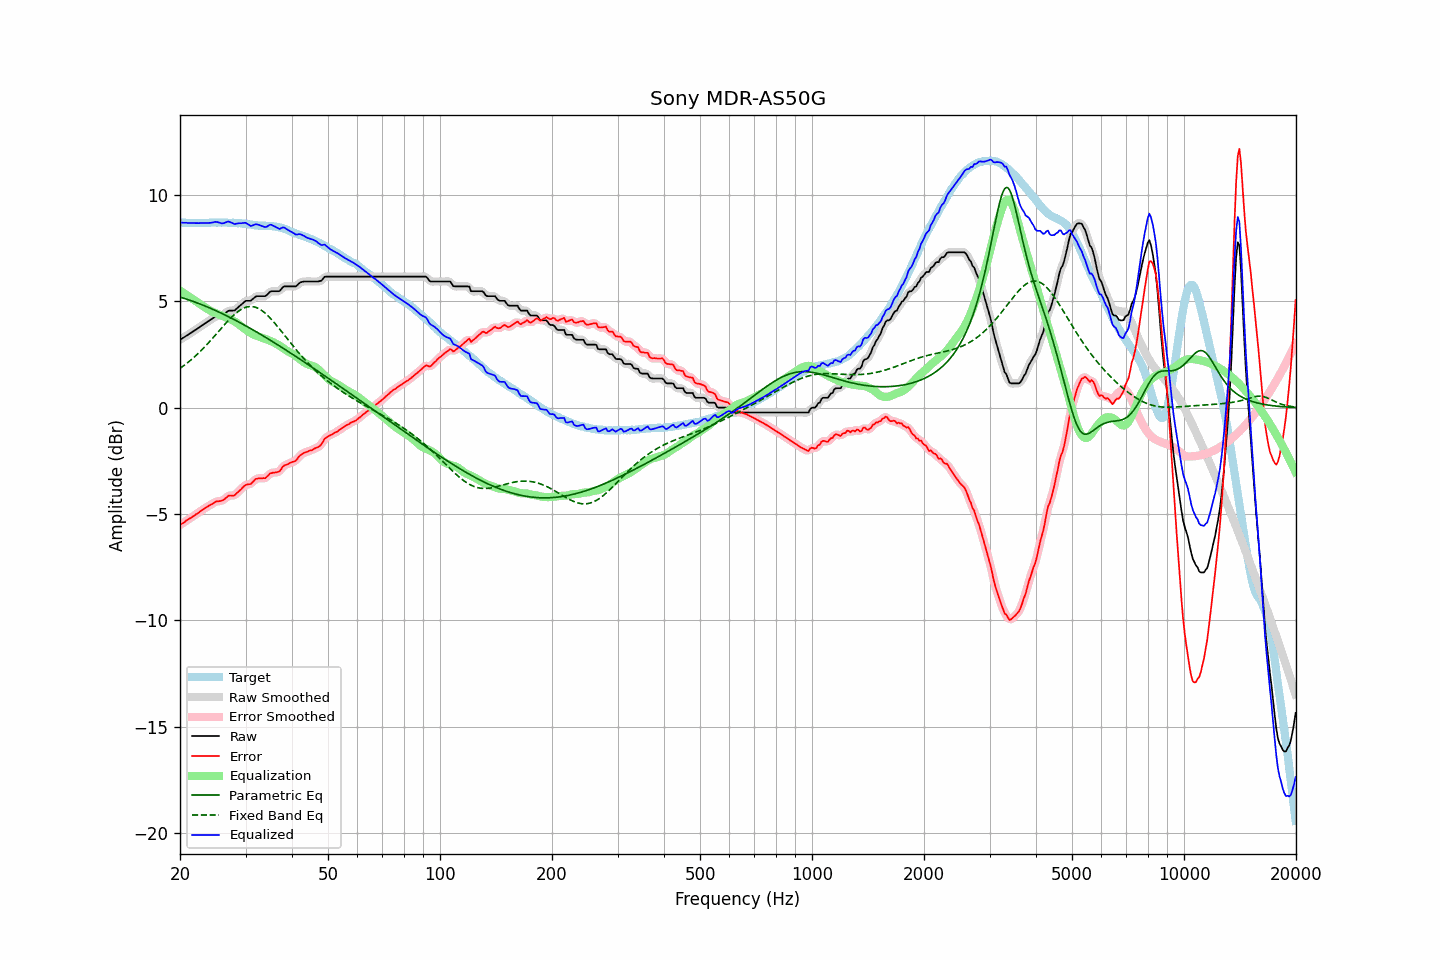 Sony MDR-AS50G
Amplitude (dBr)
10
5
0
−5
−10
−15
−20
Target
Raw Smoothed
Error Smoothed
Raw
Error
Equalization
Parametric Eq
Fixed Band Eq
Equalized
20 50 100 200 500 1000 2000 5000 10000 20000
Frequency (Hz)